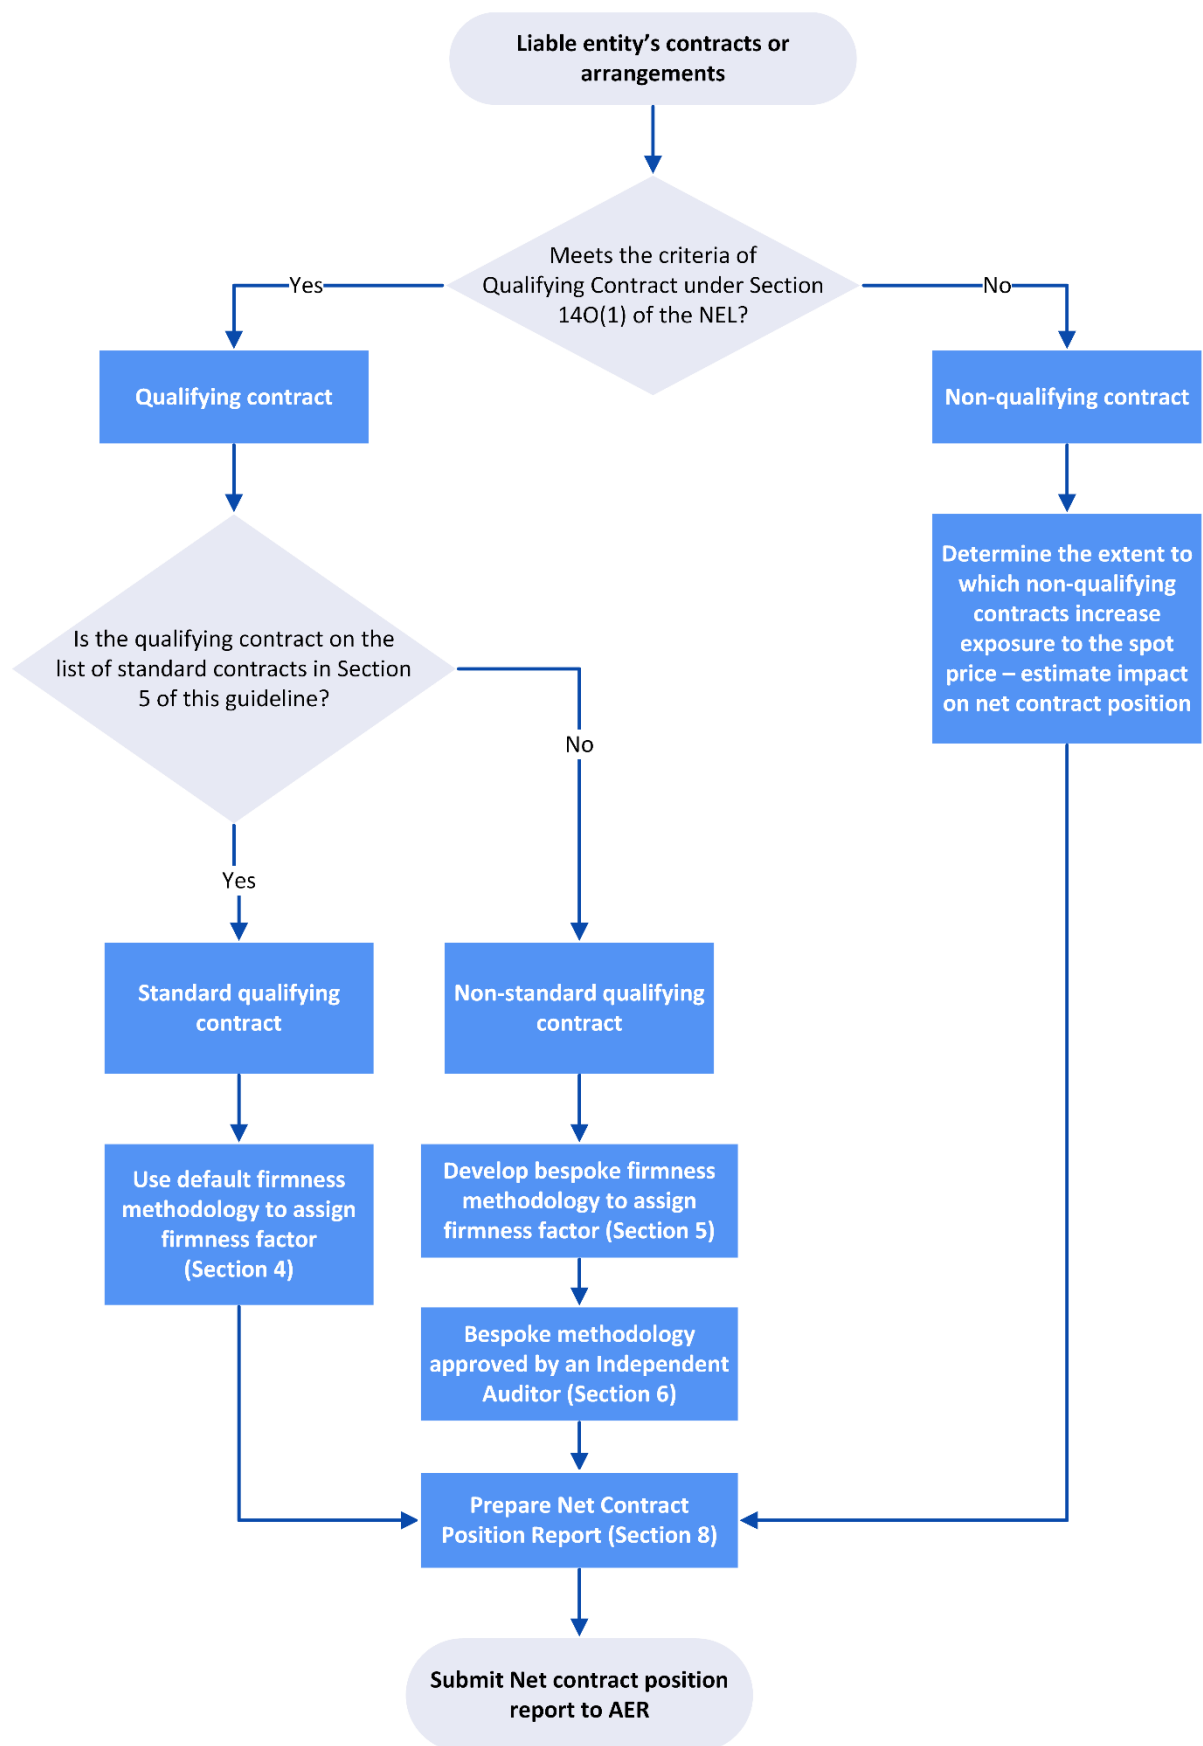 Liable entity’s contracts or
arrangements
Meets the criteria of
Qualifying Contract under Section
14O(1) of the NEL?
Yes
No
Qualifying contract
Non-qualifying contract
Is the qualifying contract on the
list of standard contracts in Section
5 of this guideline?
Determine the extent to
which non-qualifying
contracts increase
exposure to the spot
price – estimate impact
on net contract position
No
Yes
Standard qualifying
contract
Non-standard qualifying
contract
Use default firmness
methodology to assign
firmness factor
(Section 4)
Develop bespoke firmness
methodology to assign
firmness factor (Section 5)
Bespoke methodology
approved by an Independent
Auditor (Section 6)
Prepare Net Contract
Position Report (Section 8)
Submit Net contract position
report to AER